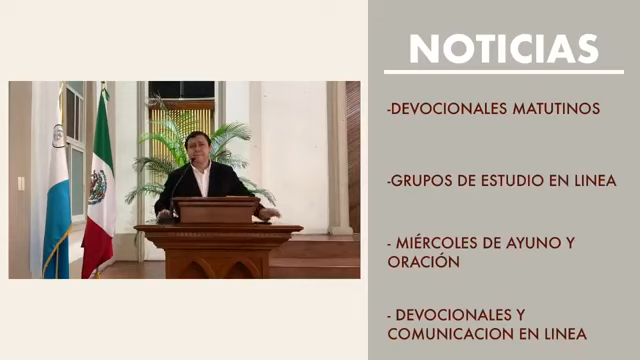 NOTICIAS
-DEVOCIONALES MATUTINOS
-GRUPOS DE ESTUDIO EN LINEA
- MIÉRCOLES DE AYUNO Y
ORACIÓN
- DEVOCIONALES Y
COMUNICACION EN LINEA